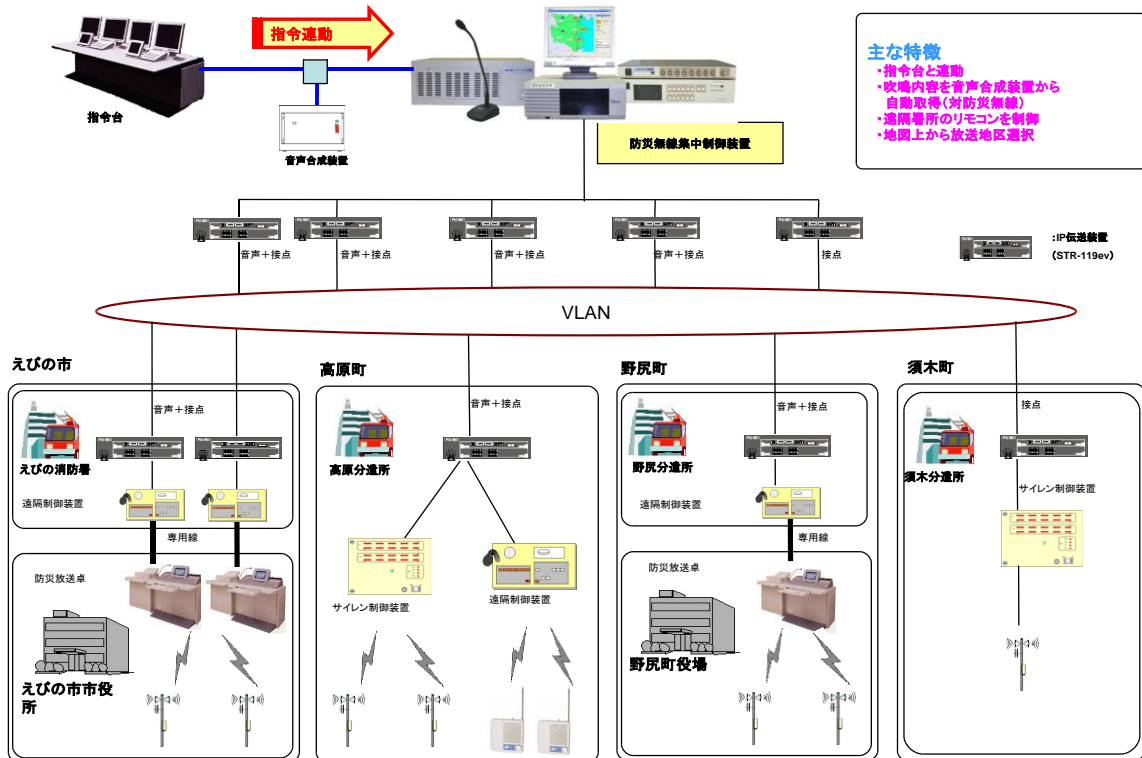 指令連動
指令台
音声合成装置
防災無線集中制御装置
主な特徴
・指令台と連動
・吹鳴内容を音声合成装置から
自動取得(対防災無線)
・遠隔署所のリモコンを制御
・地図上から放送地区選択
音声+接点
音声+接点
音声+接点
音声+接点
接点
:IP伝送装置
(STR-119ev)
VLAN
えびの市
音声+接点
えびの消防署
遠隔制御装置
専用線
防災放送卓
えびの市市役
所
高原町
音声+接点
高原分遣所
サイレン制御装置
遠隔制御装置
野尻町
音声+接点
野尻分遣所
遠隔制御装置
専用線
防災放送卓
野尻町役場
須木町
接点
須木分遣所
サイレン制御装置